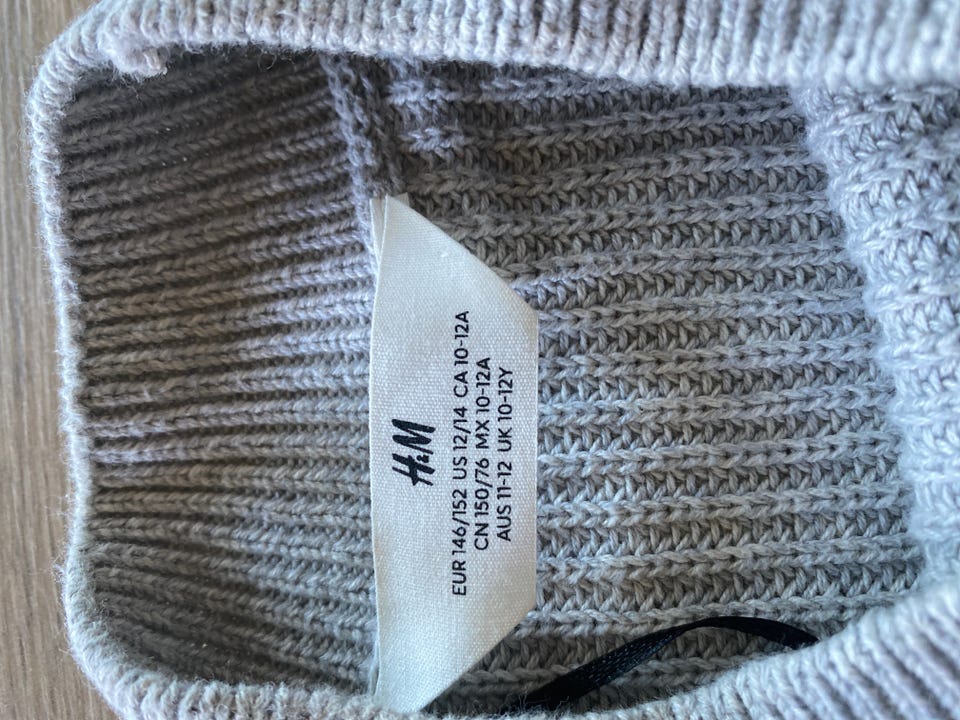 H&M
EUR 146/152 US 12/14 CA 10-12A
CN 150/76 MX 10-12A
AUS 11-12 UK 10-12Y